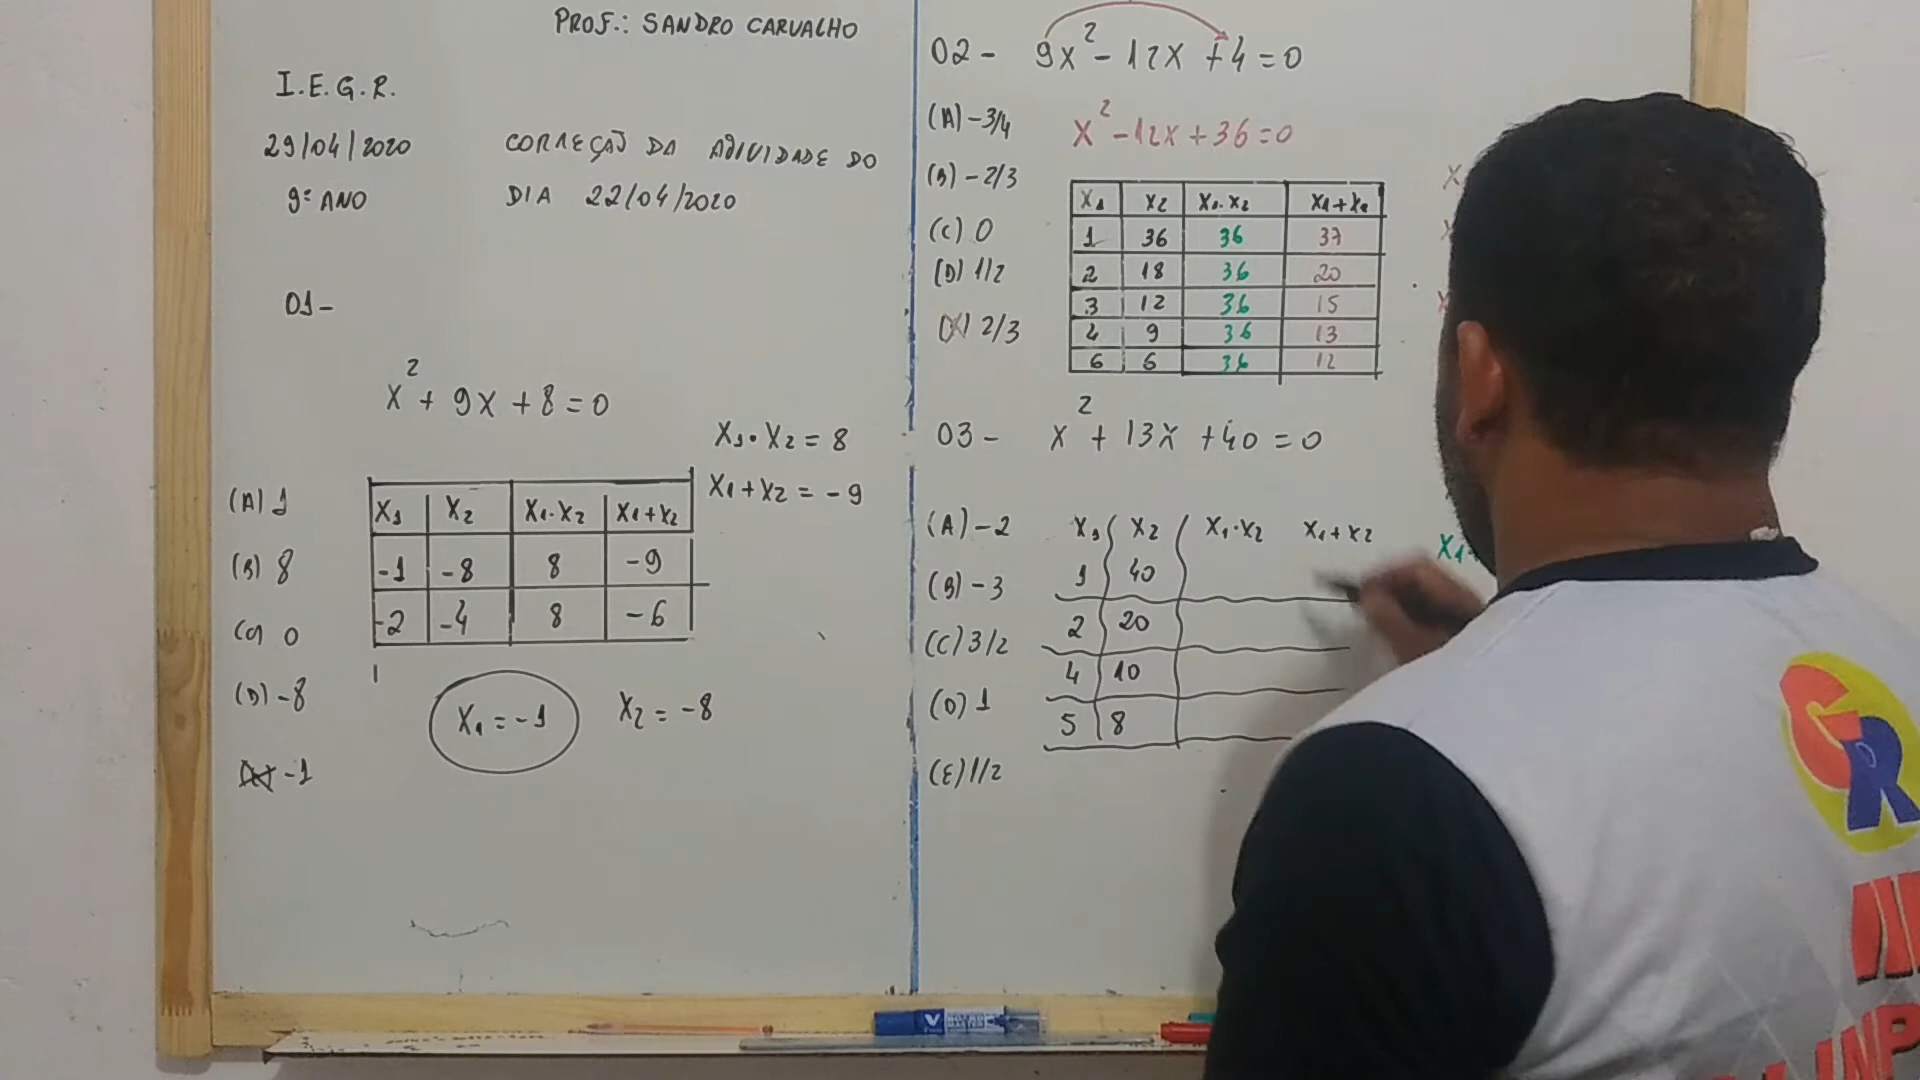 PROF.: SANDRO CARVALHO
I.E.G.R.
29/04/2020
CORREÇÃO DA ATIVIDADE DO
9º ANO
DIA 22/04/2020
01-
x² + 9x + 8 = 0
x₁ · x₂ = 8
x₁ + x₂ = -9
(A) 1
(B) 8
(C) 0
(D) -8
-1
x₁ x₂ x₁·x₂ x₁+x₂
-1 -8 8 -9
-2 -4 8 -6
x₁ = -1 x₂ = -8
02- 9x² - 12x + 4 = 0
(A) -3/4
(B) -2/3
(C) 0
(D) 1/2
(X) 2/3
x² - 12x + 36 = 0
x₁ x₂ x₁·x₂ x₁+x₂
1 36 36 37
2 18 36 20
3 12 36 15
4 9 36 13
6 6 36 12
03- x² + 13x + 40 = 0
(A) -2
(B) -3
(C) 3/2
(D) 1
(E) 1/2
x₁ x₂ x₁·x₂ x₁+x₂
1 40
2 20
4 10
5 8
GR